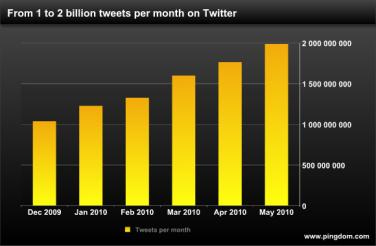 From 1 to 2 billion tweets per month on Twitter
2 000 000 000
1 500 000 000
1 000 000 000
500 000 000
0
Dec 2009 Jan 2010 Feb 2010 Mar 2010 Apr 2010 May 2010
Tweets per month
www.pingdom.com